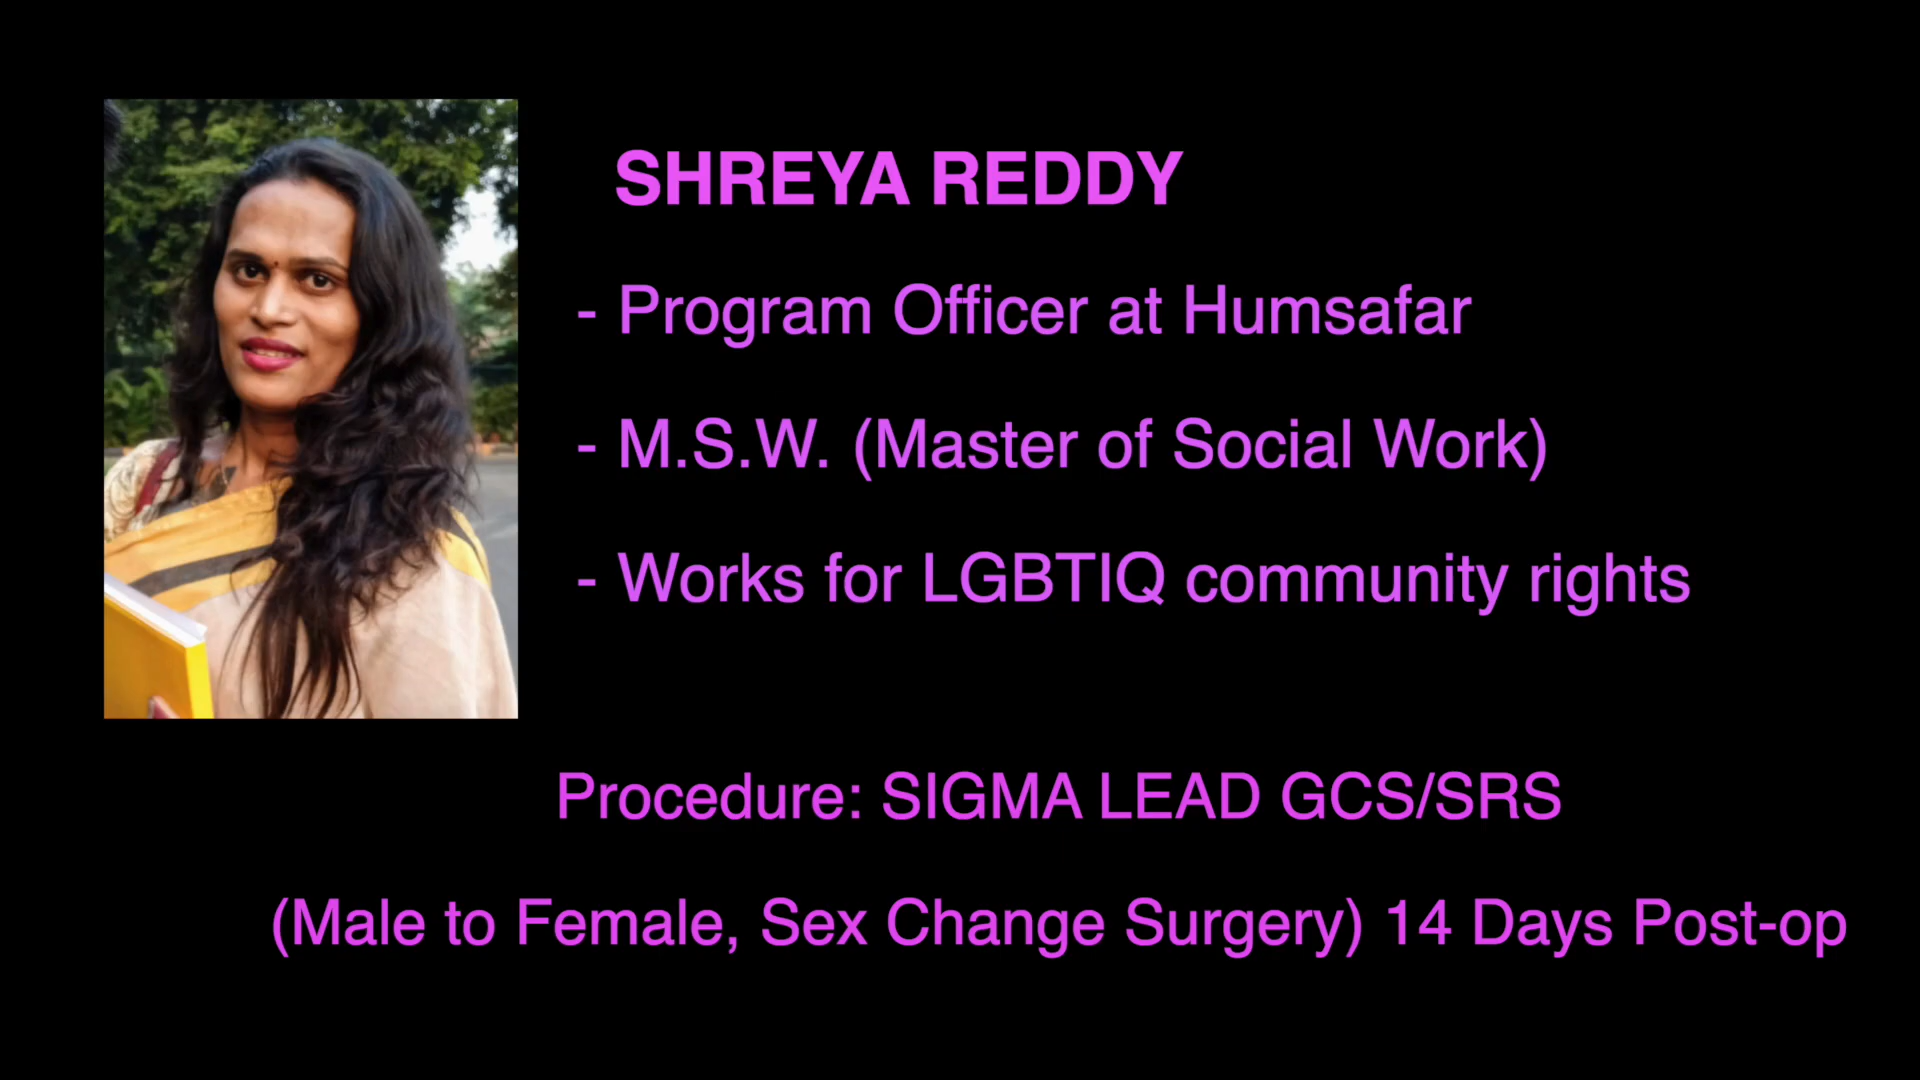 SHREYA REDDY
- Program Officer at Humsafar
- M.S.W. (Master of Social Work)
- Works for LGBTIQ community rights
Procedure: SIGMA LEAD GCS/SRS
(Male to Female, Sex Change Surgery) 14 Days Post-op